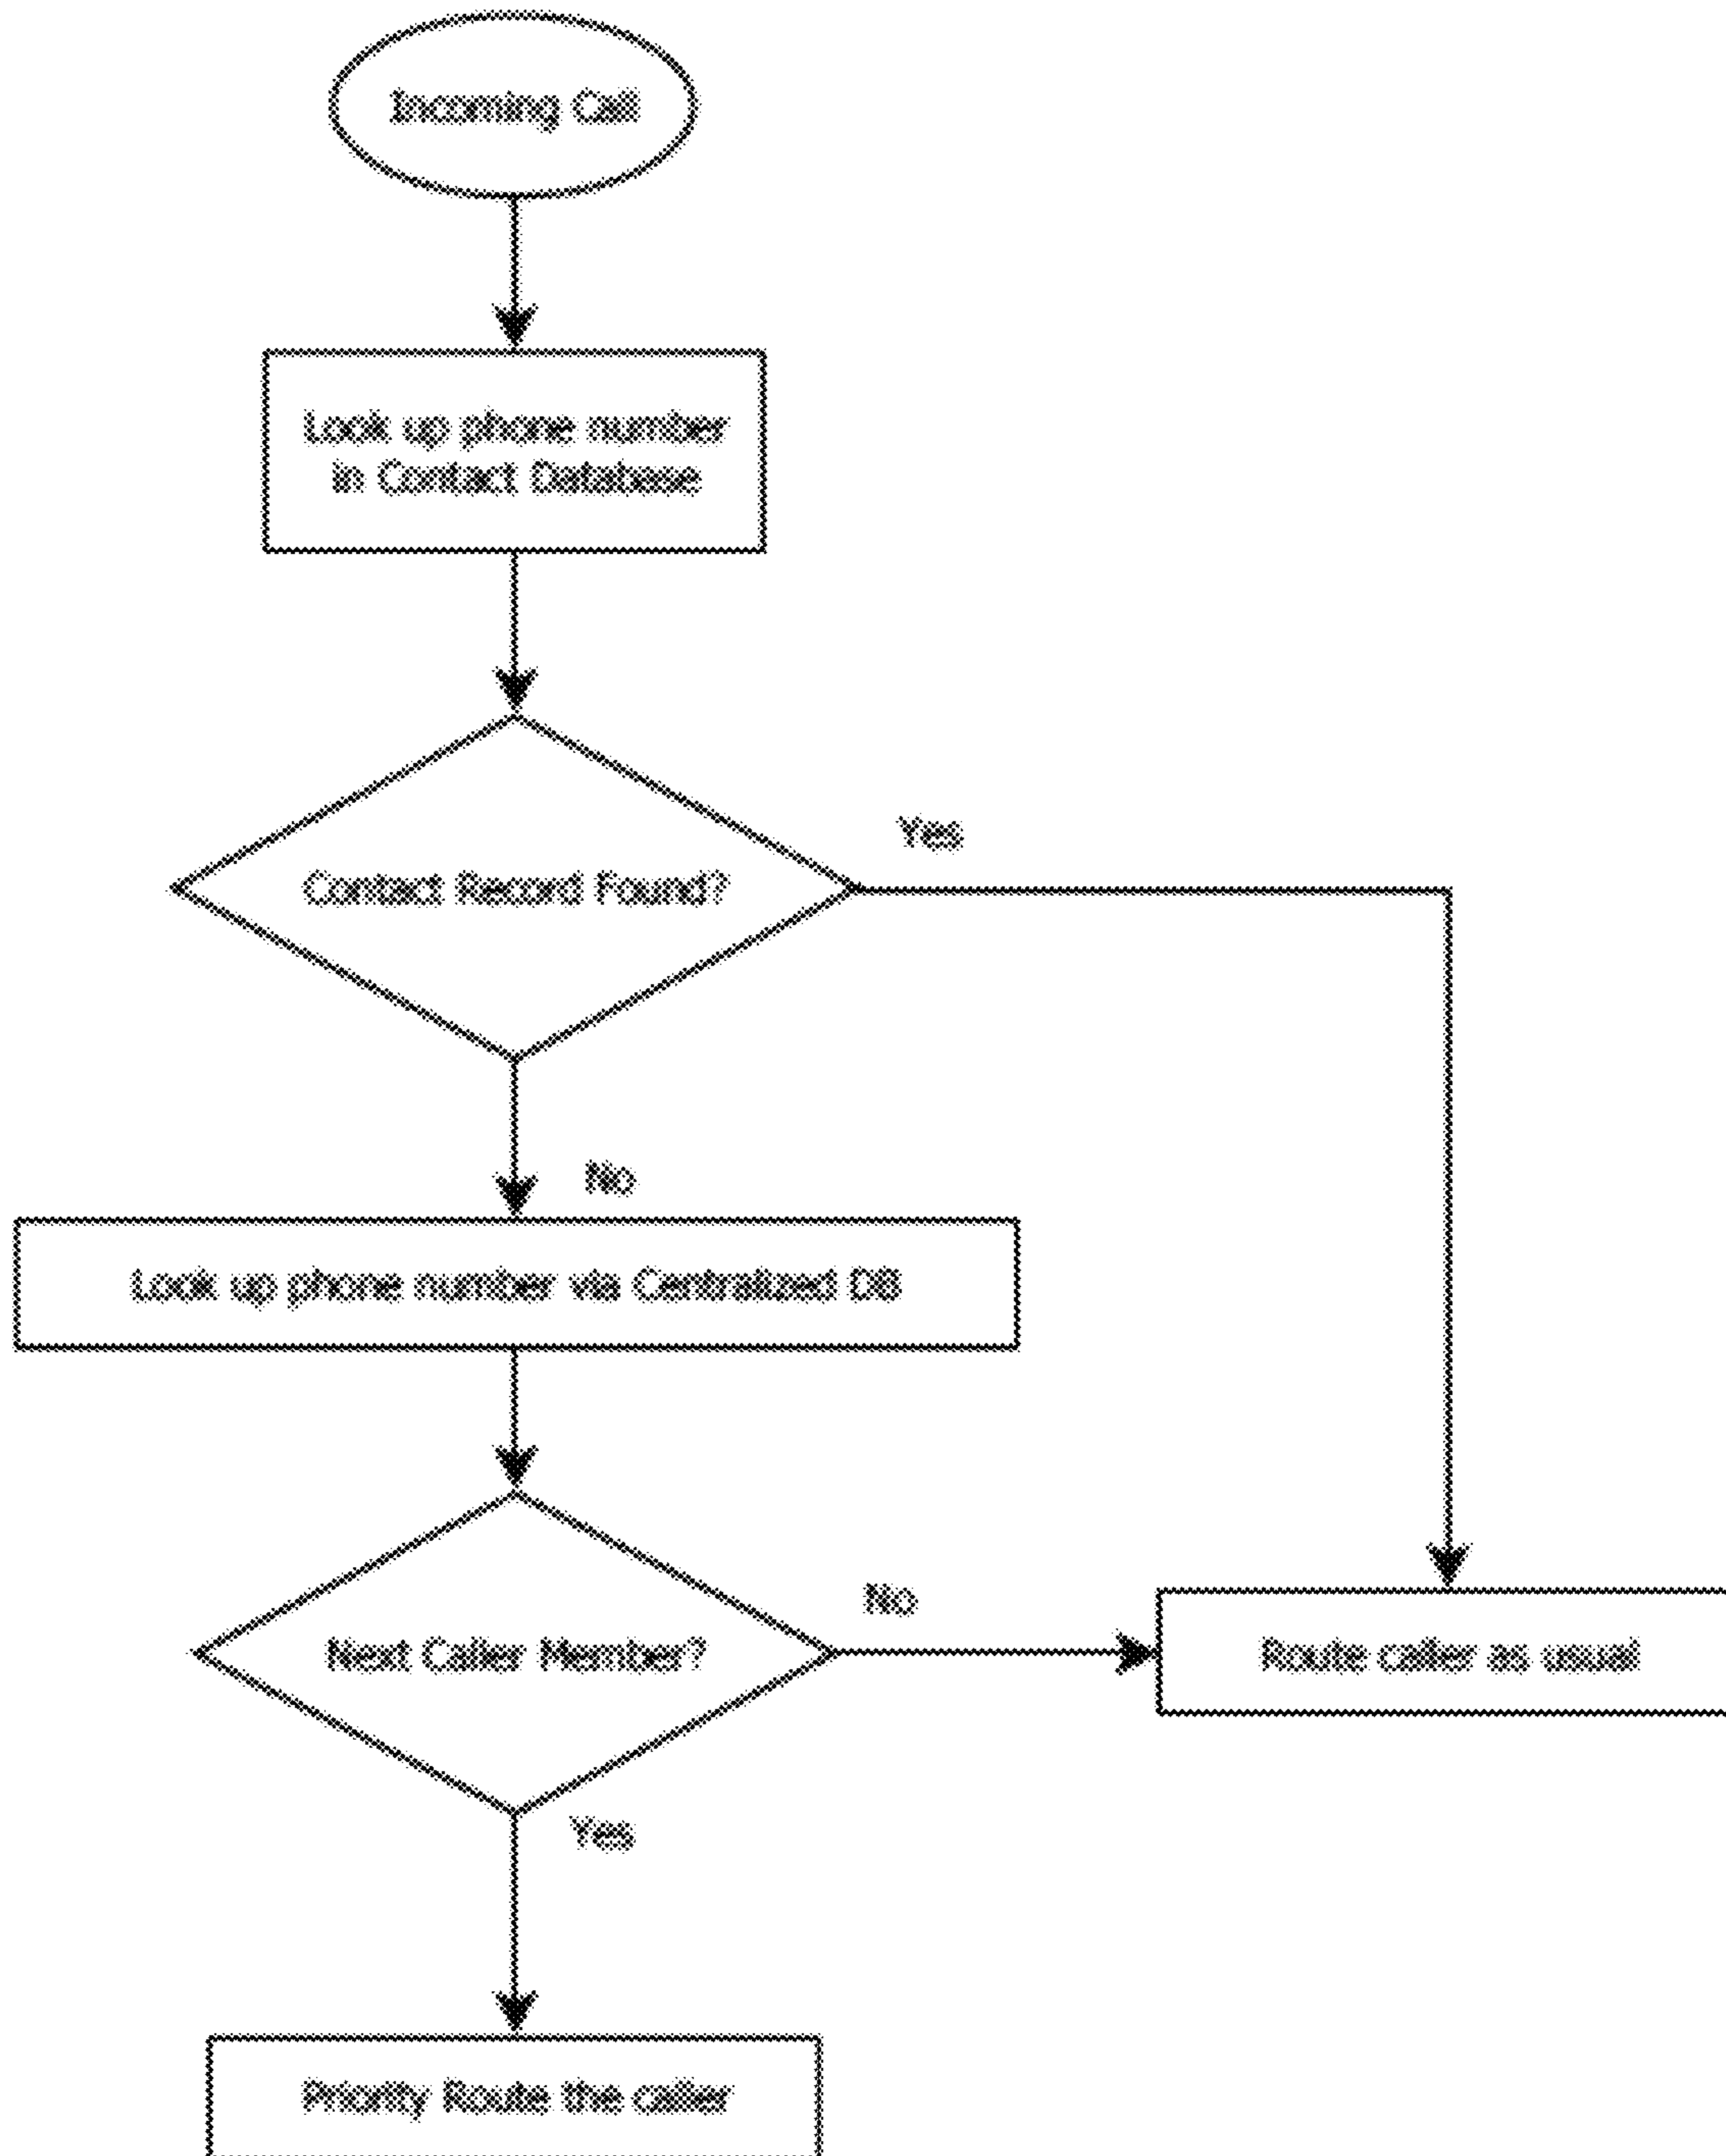 Incoming Call
Look up phone number
in Contact Database
Contact Record Found?
Yes
No
Look up phone number via Centralized DB
Next Caller Member?
No
Route caller as usual
Yes
Priority Route the caller